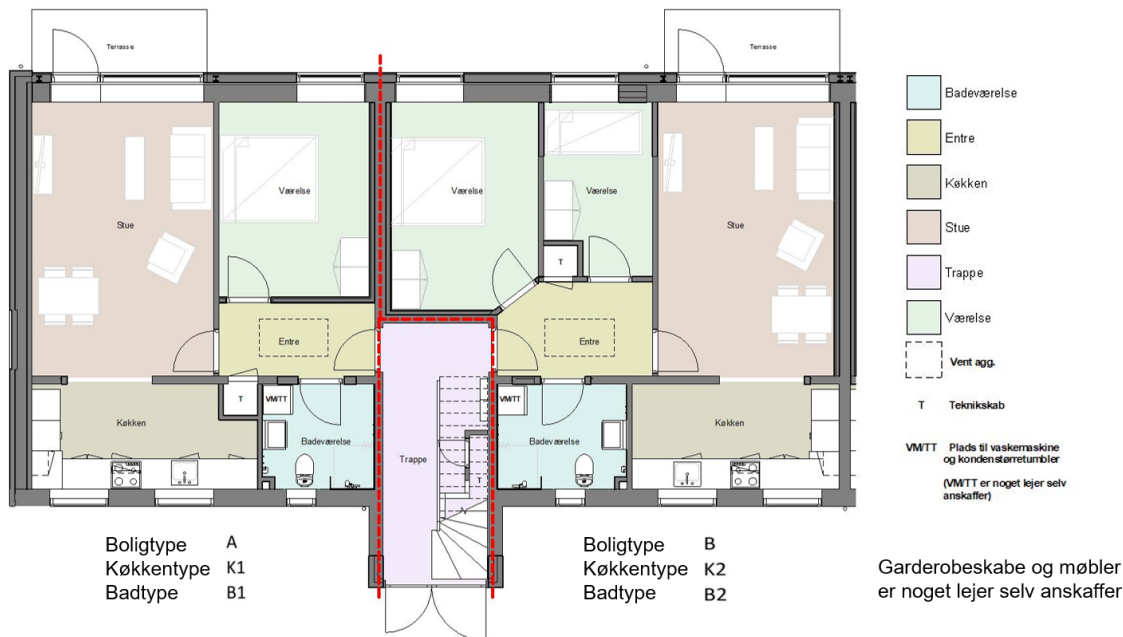 Terrasse
Terrasse
Værelse
Værelse
Værelse
Stue
Stue
T
Entre
Entre
T
VM/TT
VM/TT
Køkken
Badeværelse
Trappe
Badeværelse
Køkken
T
Boligtype A
Køkkentype K1
Badtype B1
Boligtype B
Køkkentype K2
Badtype B2
Badeværelse
Entre
Køkken
Stue
Trappe
Værelse
Vent agg.
T Teknikskab
VM/TT Plads til vaskemaskine
og kondenstørretumbler
(VM/TT er noget lejer selv
anskaffer)
Garderobeskabe og møbler
er noget lejer selv anskaffer